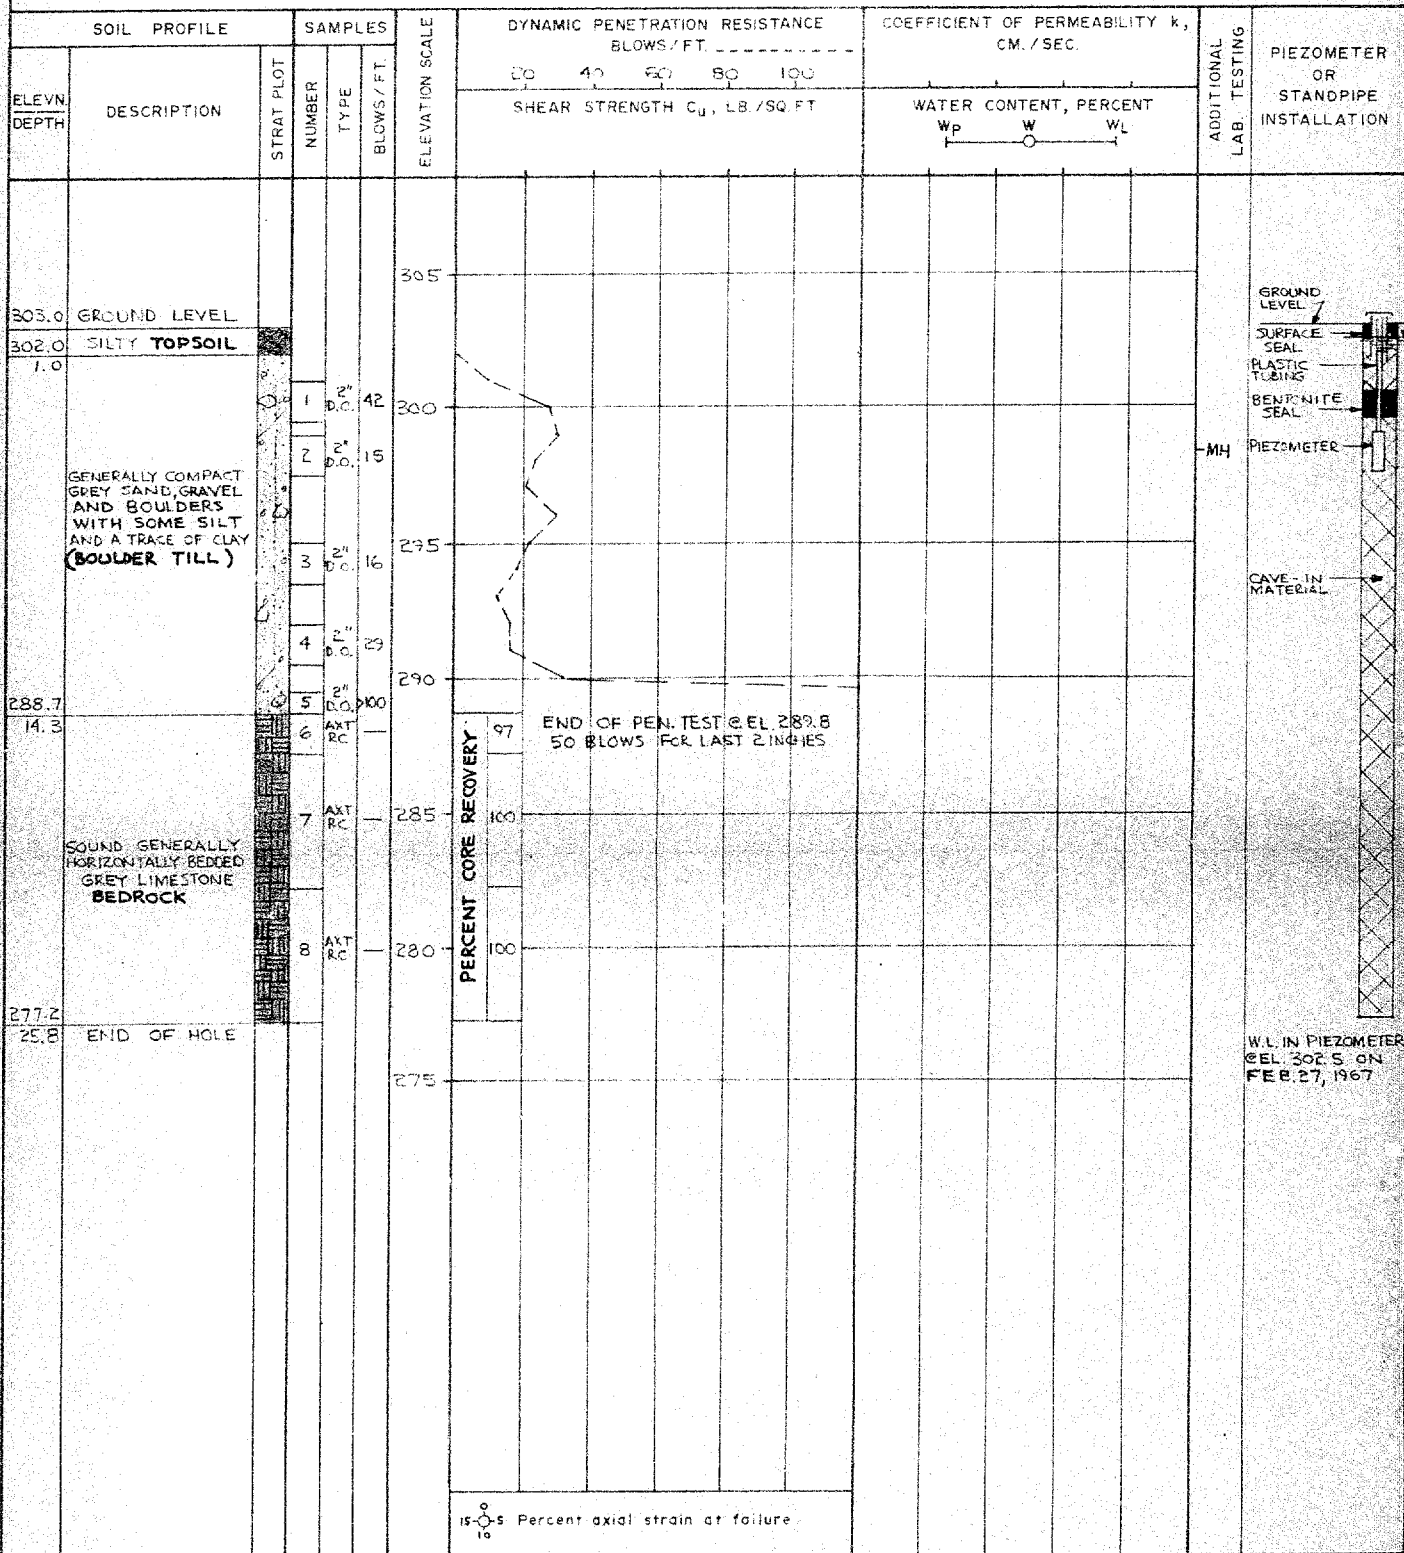 SOIL PROFILE
SAMPLES
ELEVATION SCALE
DYNAMIC PENETRATION RESISTANCE
BLOWS/FT.
20 40 60 80 100
SHEAR STRENGTH Cu, LB./SQ.FT
COEFFICIENT OF PERMEABILITY k,
CM./SEC.
WATER CONTENT, PERCENT
WP W WL
ADDITIONAL
LAB. TESTING
PIEZOMETER
OR
STANDPIPE
INSTALLATION
ELEVN.
DEPTH
DESCRIPTION
STRAT PLOT
NUMBER
TYPE
BLOWS / FT.
305
303.0 GROUND LEVEL
302.0 SILTY TOPSOIL
1.0
1 2" D.O. 42
300
2 2" D.O. 15
MH
GENERALLY COMPACT
GREY SAND, GRAVEL
AND BOULDERS
WITH SOME SILT
AND A TRACE OF CLAY
(BOULDER TILL)
295
3 2" D.O. 16
4 2" D.O. 29
290
5 2" D.O. >100
288.7
14.3
6 AXT RC —
PERCENT CORE RECOVERY
97
END OF PEN. TEST @ EL. 289.8
50 BLOWS FOR LAST 2 INCHES
7 AXT RC —
285
100
SOUND GENERALLY
HORIZONTALLY BEDDED
GREY LIMESTONE
BEDROCK
8 AXT RC —
280
100
277.2
25.8 END OF HOLE
275
GROUND
LEVEL
SURFACE
SEAL
PLASTIC
TUBING
BENTONITE
SEAL
PIEZOMETER
CAVE-IN
MATERIAL
W.L. IN PIEZOMETER
@EL. 302.5 ON
FEB. 27, 1967
0
15 5 Percent axial strain at failure
10